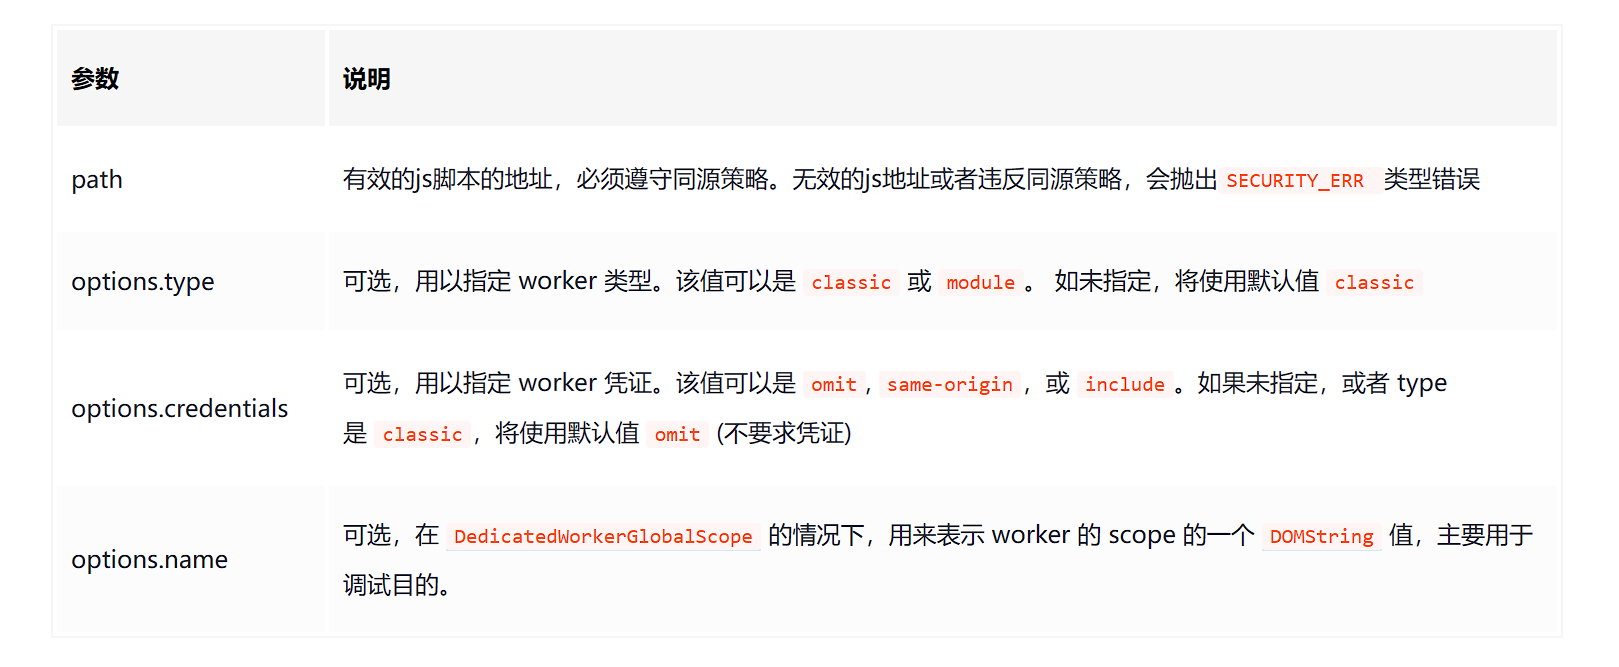 参数 说明
path 有效的js脚本的地址，必须遵守同源策略。无效的js地址或者违反同源策略，会抛出 SECURITY_ERR 类型错误
options.type 可选，用以指定 worker 类型。该值可以是 classic 或 module 。 如未指定，将使用默认值 classic
options.credentials 可选，用以指定 worker 凭证。该值可以是 omit , same-origin ，或 include 。如果未指定，或者 type
是 classic ，将使用默认值 omit (不要求凭证)
options.name 可选，在 DedicatedWorkerGlobalScope 的情况下，用来表示 worker 的 scope 的一个 DOMString 值，主要用于
调试目的。